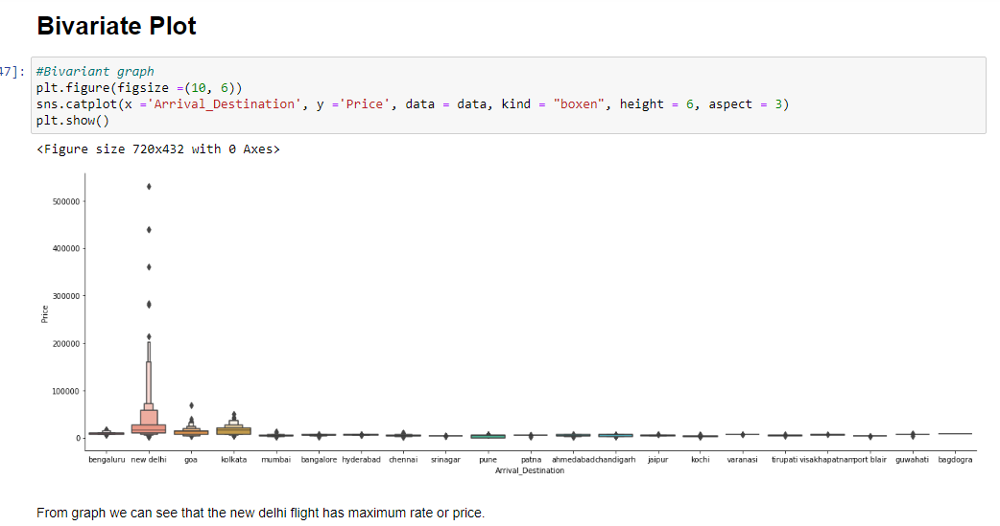 Bivariate Plot
47]: #Bivariant graph
plt.figure(figsize =(10, 6))
sns.catplot(x ='Arrival_Destination', y ='Price', data = data, kind = "boxen", height = 6, aspect = 3)
plt.show()
<Figure size 720x432 with 0 Axes>
500000
400000
300000
200000
100000
0
Price
bengaluru new delhi goa kolkata mumbai bangalore hyderabad chennai srinagar pune patna ahmedabadchandigarh jaipur kochi varanasi tirupati visakhapatnamport blair guwahati bagdogra
Arrival_Destination
From graph we can see that the new delhi flight has maximum rate or price.